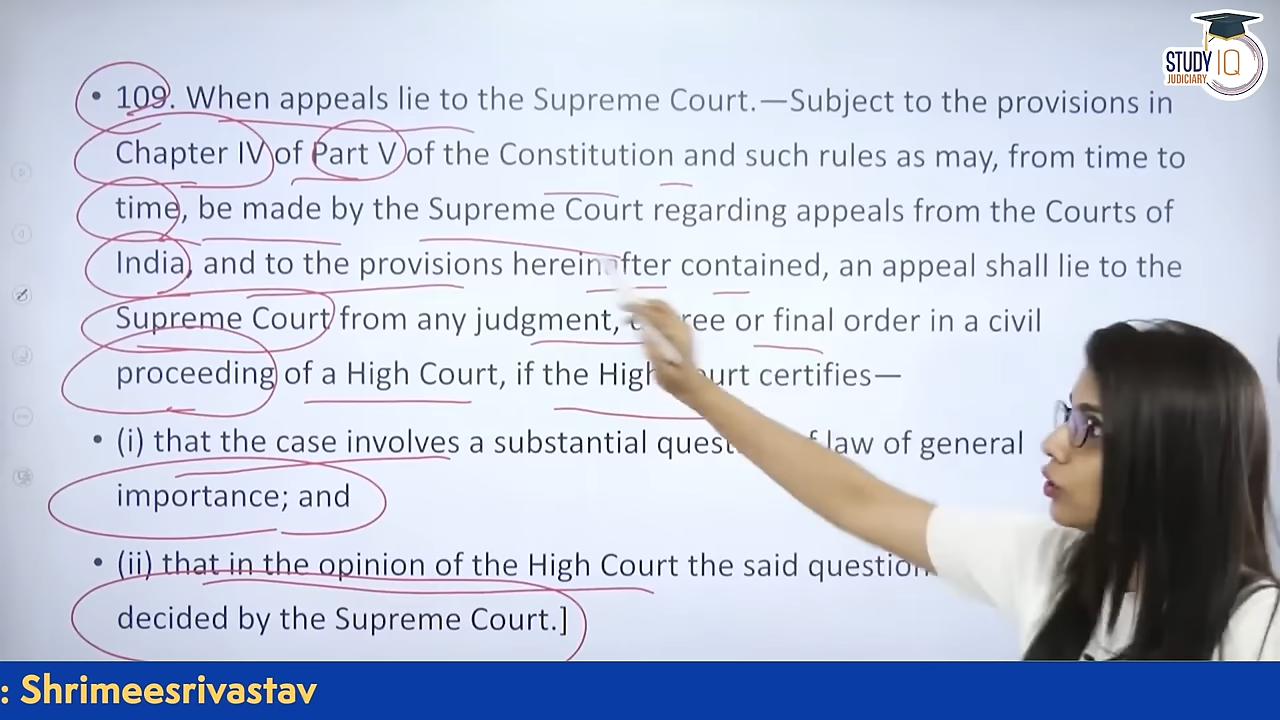 STUDY IQ
JUDICIARY
• 109. When appeals lie to the Supreme Court.—Subject to the provisions in
Chapter IV of Part V of the Constitution and such rules as may, from time to
time, be made by the Supreme Court regarding appeals from the Courts of
India, and to the provisions hereinafter contained, an appeal shall lie to the
Supreme Court from any judgment, or final order in a civil
proceeding of a High Court, if the certifies—
• (i) that the case involves a substantial law of general
importance; and
• (ii) that in the opinion of the High Court the said question
decided by the Supreme Court.]
: Shrimeesrivastav